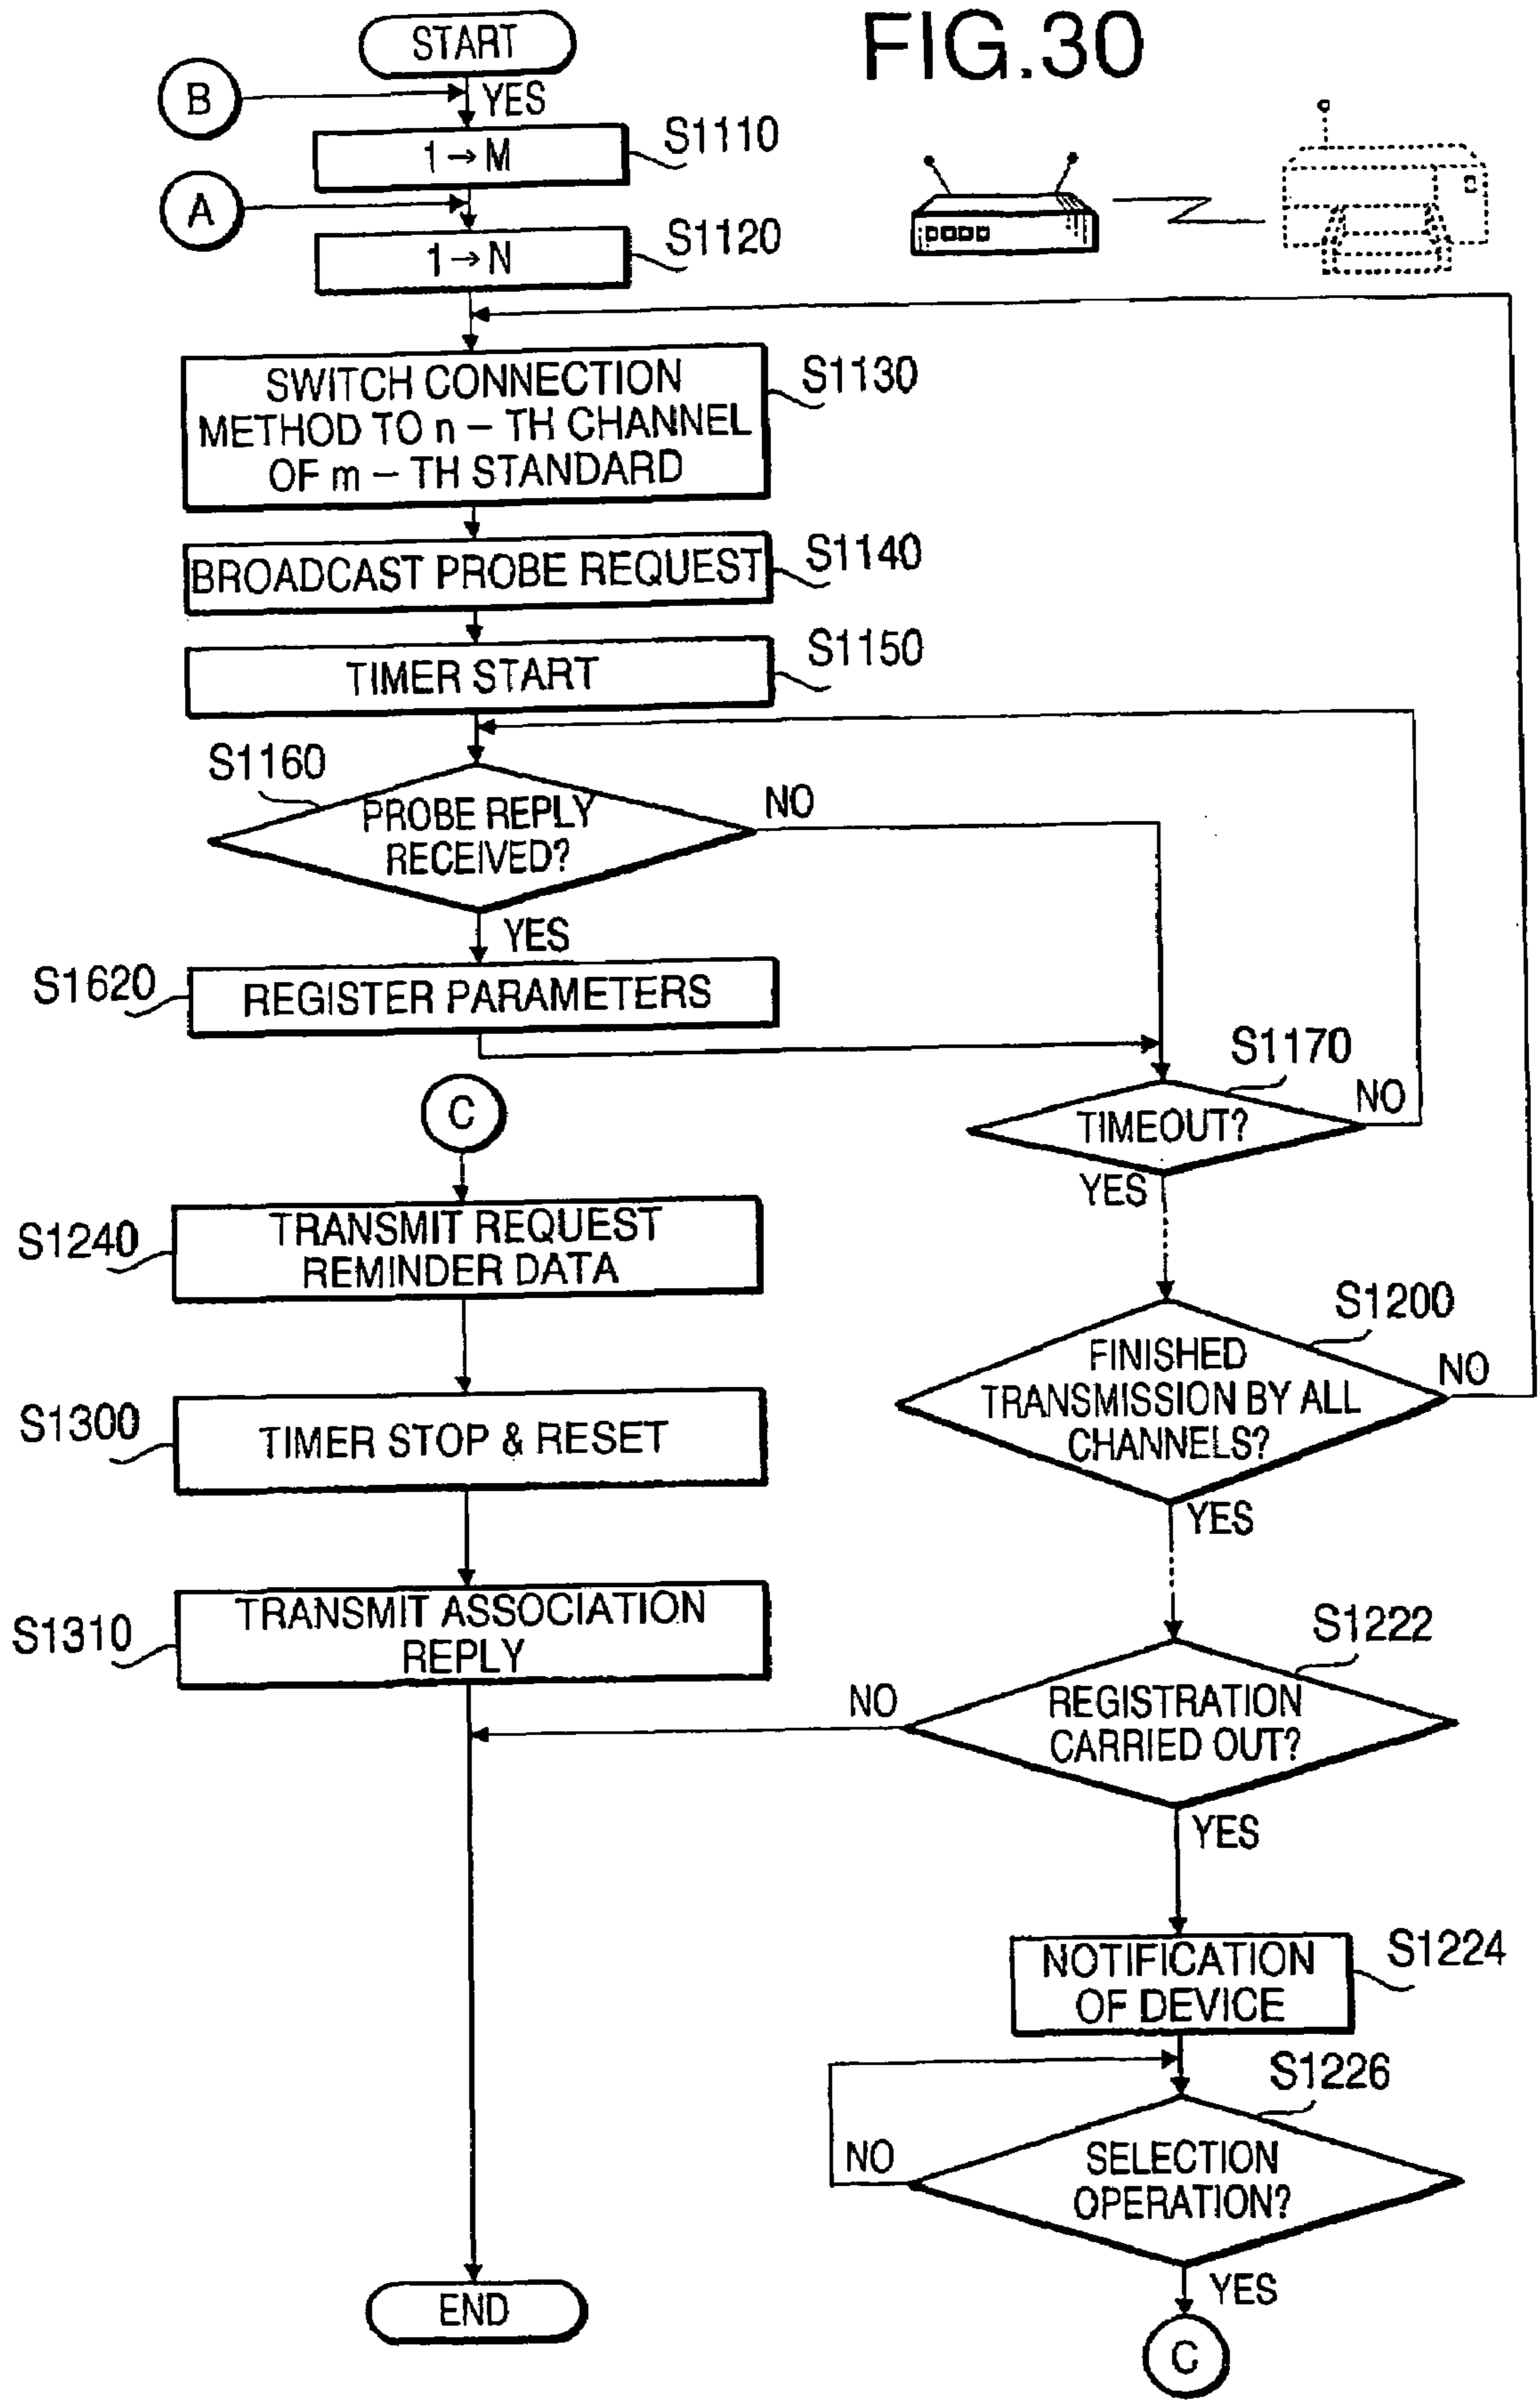 FIG.30
START
B
YES
1→M
S1110
A
1→N
S1120
SWITCH CONNECTION
METHOD TO n – TH CHANNEL
OF m – TH STANDARD
S1130
BROADCAST PROBE REQUEST
S1140
TIMER START
S1150
S1160
PROBE REPLY
RECEIVED?
NO
YES
S1620
REGISTER PARAMETERS
S1170
TIMEOUT?
NO
YES
C
S1240
TRANSMIT REQUEST
REMINDER DATA
S1200
FINISHED
TRANSMISSION BY ALL
CHANNELS?
NO
YES
S1300
TIMER STOP & RESET
S1310
TRANSMIT ASSOCIATION
REPLY
S1222
REGISTRATION
CARRIED OUT?
NO
YES
NOTIFICATION
OF DEVICE
S1224
S1226
SELECTION
OPERATION?
NO
YES
END
C